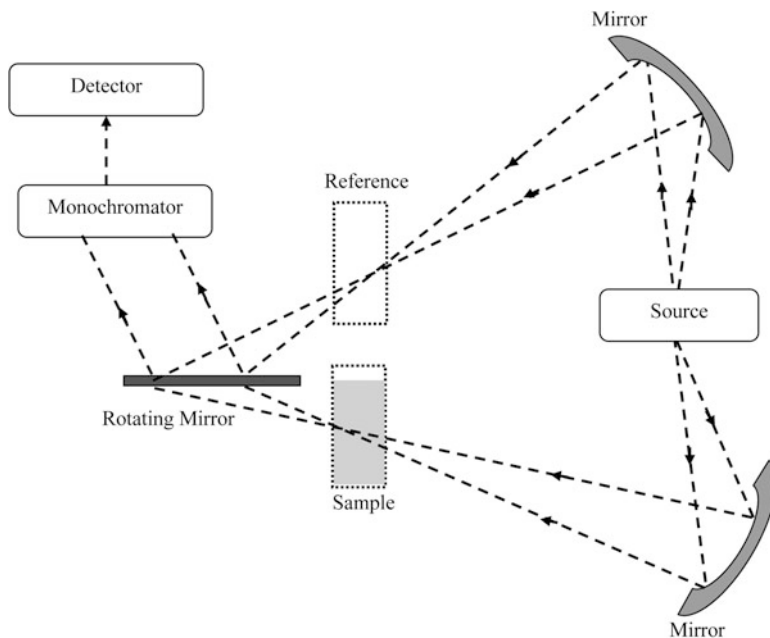 Mirror
Detector
Reference
Monochromator
Source
Rotating Mirror
Sample
Mirror